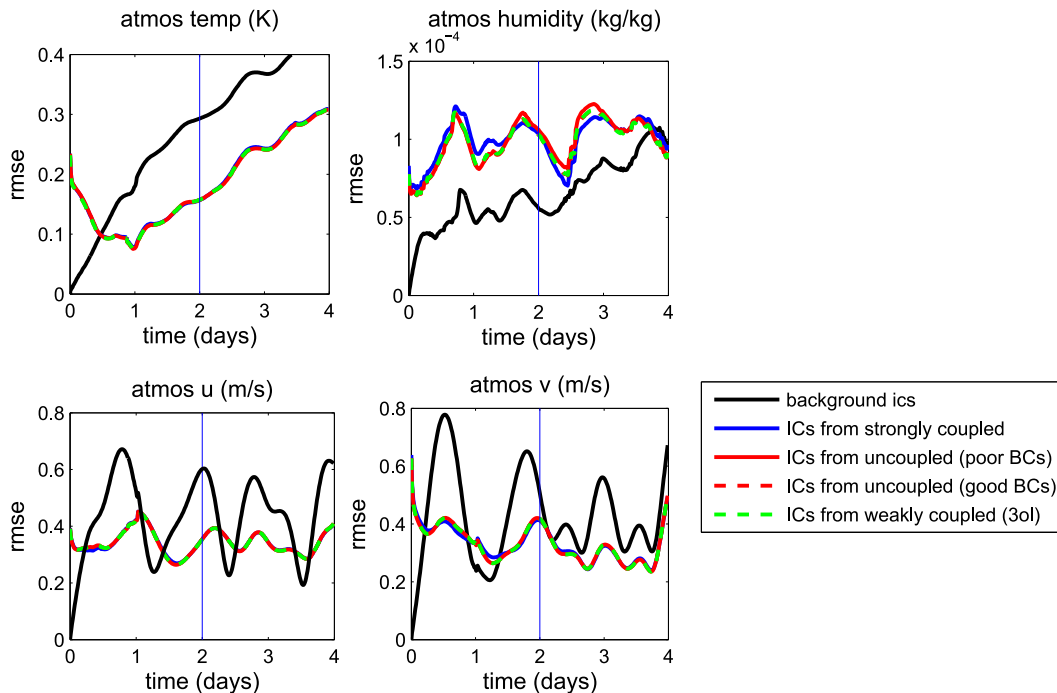 atmos temp (K)
rmse
0.4
0.3
0.2
0.1
0
0 1 2 3 4
time (days)
atmos humidity (kg/kg)
x 10⁻⁴
rmse
1.5
1
0.5
0
0 1 2 3 4
time (days)
atmos u (m/s)
rmse
0.8
0.6
0.4
0.2
0
0 1 2 3 4
time (days)
atmos v (m/s)
rmse
0.8
0.6
0.4
0.2
0
0 1 2 3 4
time (days)
background ics
ICs from strongly coupled
ICs from uncoupled (poor BCs)
ICs from uncoupled (good BCs)
ICs from weakly coupled (3ol)